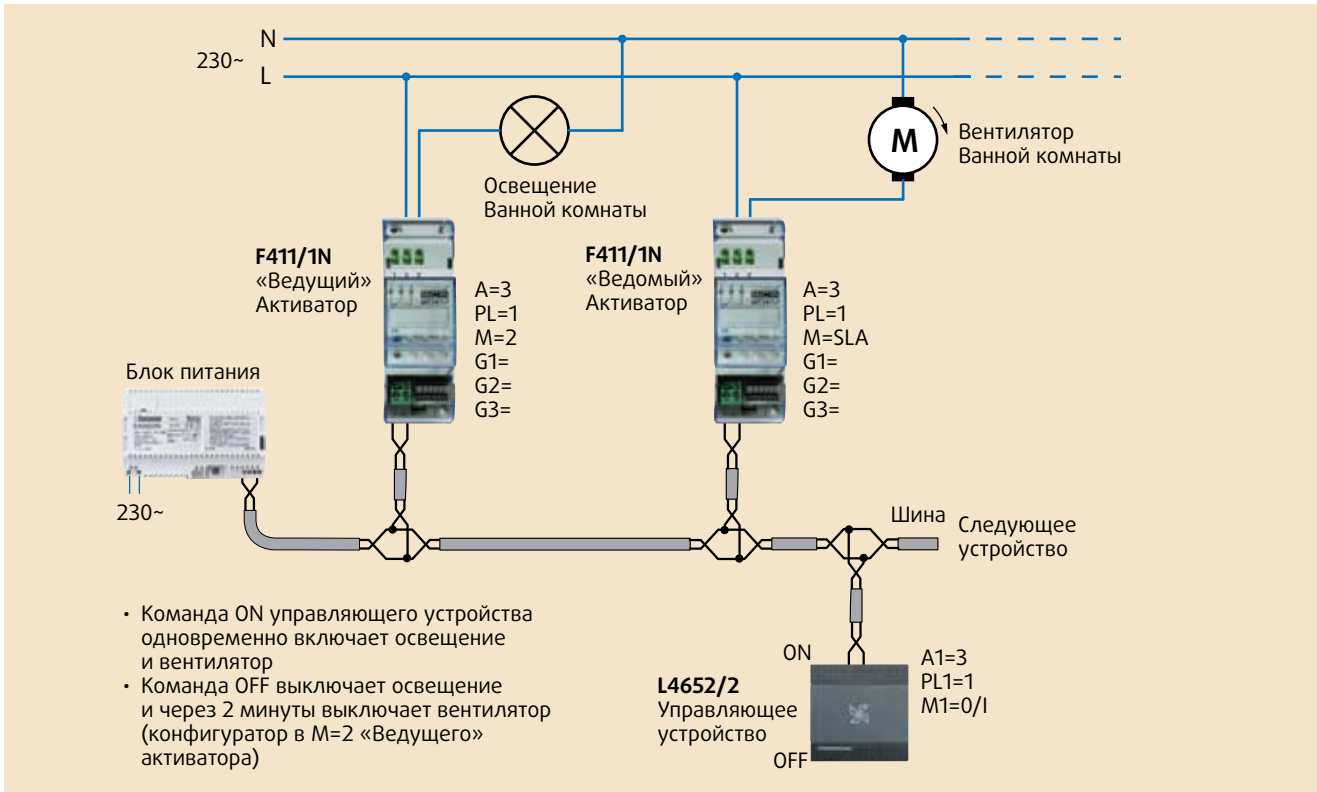 N
230~
L
M
Вентилятор
Ванной комнаты
Освещение
Ванной комнаты
F411/1N
«Ведущий»
Активатор
A=3
PL=1
M=2
G1=
G2=
G3=
F411/1N
«Ведомый»
Активатор
A=3
PL=1
M=SLA
G1=
G2=
G3=
Блок питания
230~
Шина
Следующее
устройство
• Команда ON управляющего устройства
одновременно включает освещение
и вентилятор
• Команда OFF выключает освещение
и через 2 минуты выключает вентилятор
(конфигуратор в M=2 «Ведущего»
активатора)
ON
L4652/2
Управляющее
устройство
OFF
A1=3
PL1=1
M1=0/I